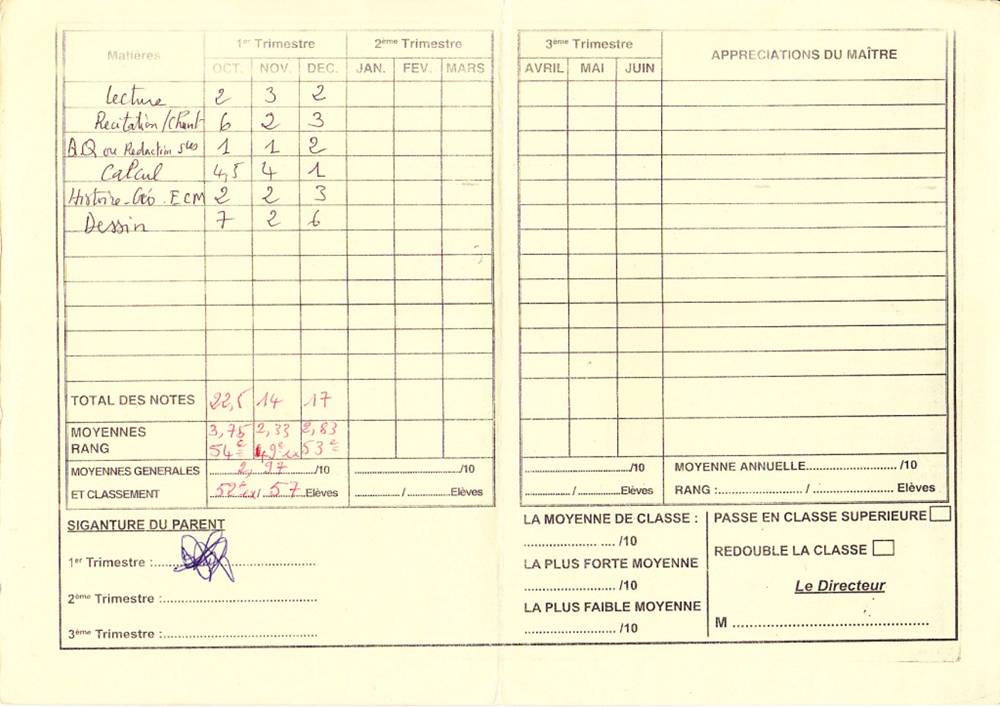 Matières 1er Trimestre 2ème Trimestre 3ème Trimestre APPRECIATIONS DU MAÎTRE
OCT. NOV. DEC. JAN. FEV. MARS AVRIL MAI JUIN
Lecture 2 3 2
Recitation/Chant 6 2 3
ou Redaction 1 1 2
Calcul 4,5 4 1
Histoire-Géo. ECM 2 2 3
Dessin 7 2 6
TOTAL DES NOTES 22,5 14 17
MOYENNES 3,75 2,33 2,83
RANG 54e 49e ex 53e
MOYENNES GENERALES 2,97 /10 .............../10 .............../10 MOYENNE ANNUELLE......................... /10
ET CLASSEMENT 52e ex / 57 Elèves ............ / ............ Elèves ............ / ............Elèves RANG :....................... / ...................... Elèves
SIGANTURE DU PARENT
1er Trimestre :
2ème Trimestre :
3ème Trimestre :
LA MOYENNE DE CLASSE :
......................... /10
LA PLUS FORTE MOYENNE
......................... /10
LA PLUS FAIBLE MOYENNE
......................... /10
PASSE EN CLASSE SUPERIEURE
REDOUBLE LA CLASSE
Le Directeur
M ......................................................